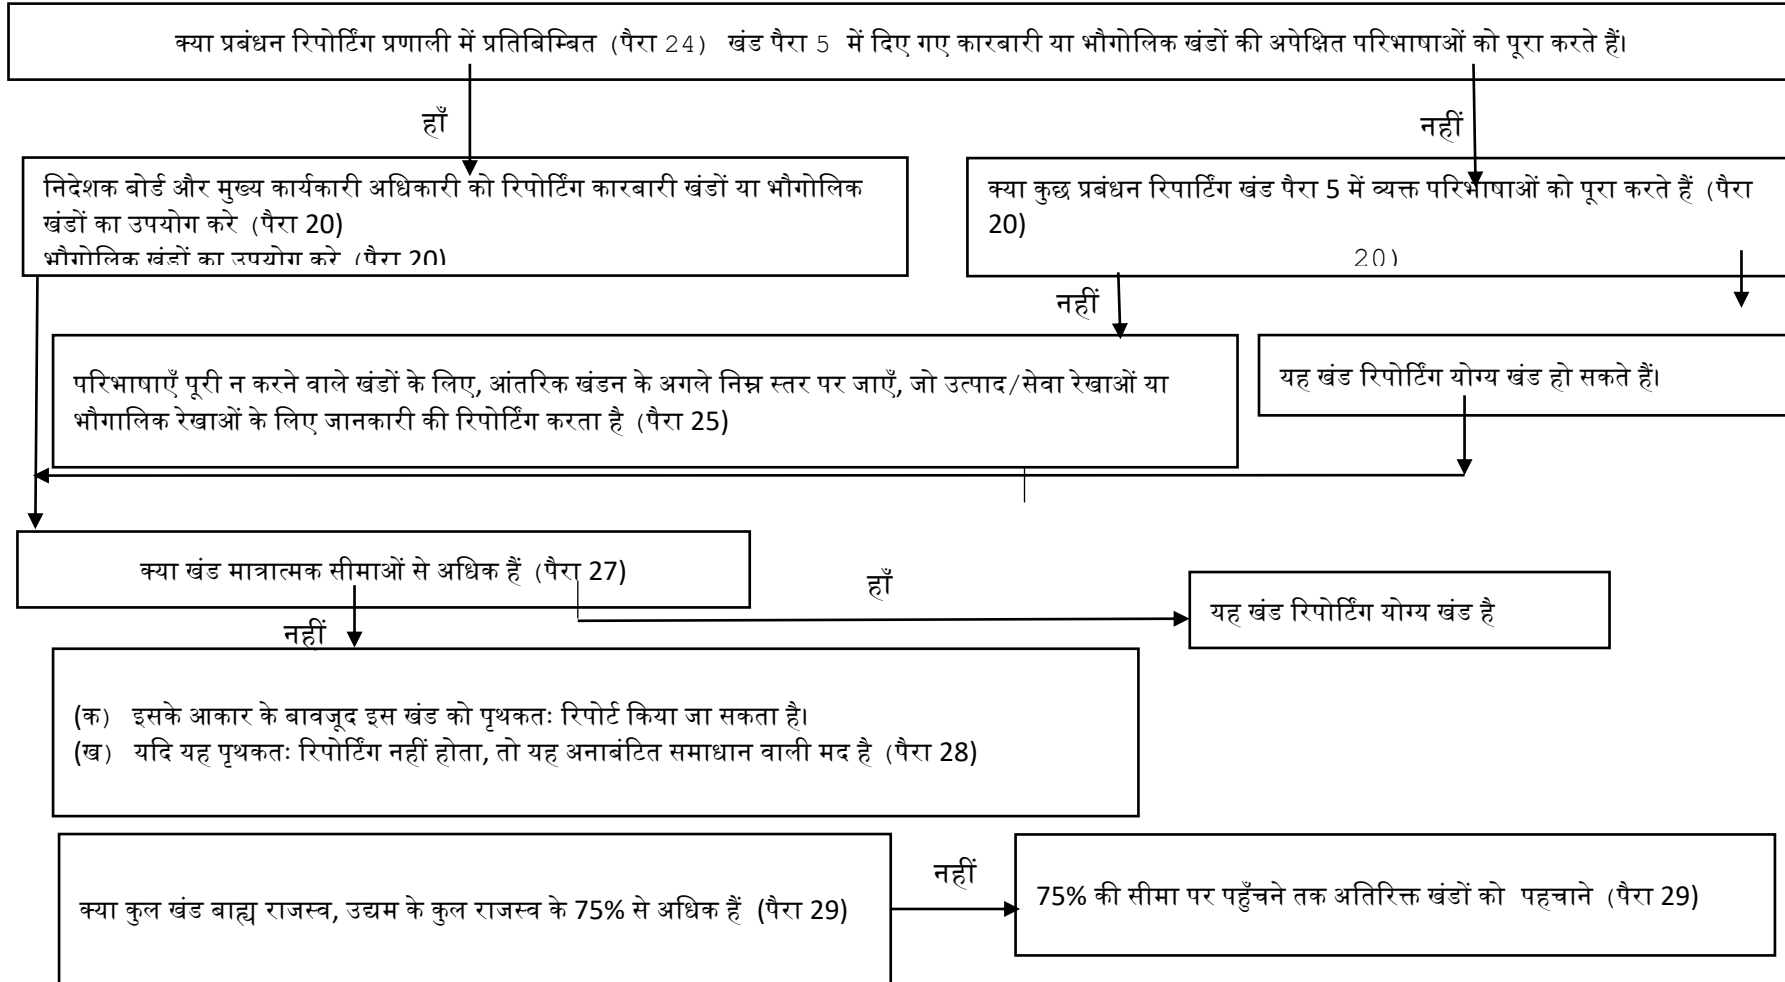 क्या प्रबंधन रिपोर्टिंग प्रणाली में प्रतिबिम्बित (पैरा 24) खंड पैरा 5 में दिए गए कारबारी या भौगोलिक खंडों की अपेक्षित परिभाषाओं को पूरा करते हैं।
हाँ
नहीं
निदेशक बोर्ड और मुख्य कार्यकारी अधिकारी को रिपोर्टिंग कारबारी खंडों या भौगोलिक
खंडों का उपयोग करे (पैरा 20)
भौगोलिक खंडों का उपयोग करे (पैरा 20)
क्या कुछ प्रबंधन रिपार्टिंग खंड पैरा 5 में व्यक्त परिभाषाओं को पूरा करते हैं (पैरा
20)
20)
नहीं
परिभाषाएँ पूरी न करने वाले खंडों के लिए, आंतरिक खंडन के अगले निम्न स्तर पर जाएँ, जो उत्पाद/सेवा रेखाओं या
भौगालिक रेखाओं के लिए जानकारी की रिपोर्टिंग करता है (पैरा 25)
यह खंड रिपोर्टिंग योग्य खंड हो सकते हैं।
क्या खंड मात्रात्मक सीमाओं से अधिक हैं (पैरा 27)
हाँ
यह खंड रिपोर्टिंग योग्य खंड है
नहीं
(क) इसके आकार के बावजूद इस खंड को पृथकतः रिपोर्ट किया जा सकता है।
(ख) यदि यह पृथकतः रिपोर्टिंग नहीं होता, तो यह अनाबंटित समाधान वाली मद है (पैरा 28)
क्या कुल खंड बाह्य राजस्व, उद्यम के कुल राजस्व के 75% से अधिक हैं (पैरा 29)
नहीं
75% की सीमा पर पहुँचने तक अतिरिक्त खंडों को पहचाने (पैरा 29)